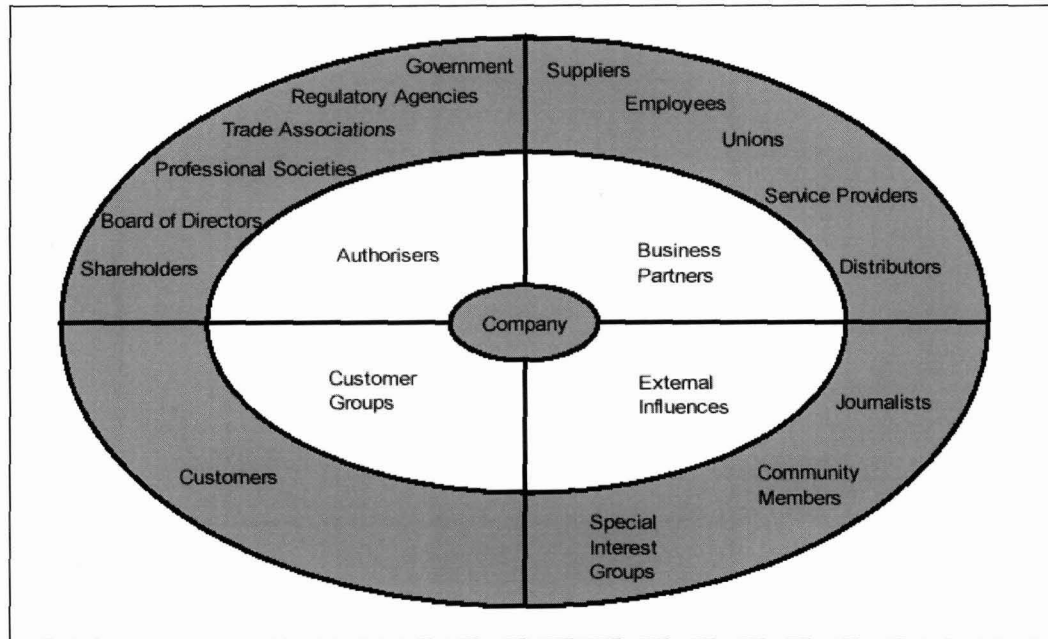 Government
Regulatory Agencies
Trade Associations
Professional Societies
Board of Directors
Shareholders
Suppliers
Employees
Unions
Service Providers
Distributors
Authorisers
Business
Partners
Company
Customer
Groups
External
Influences
Customers
Journalists
Community
Members
Special
Interest
Groups